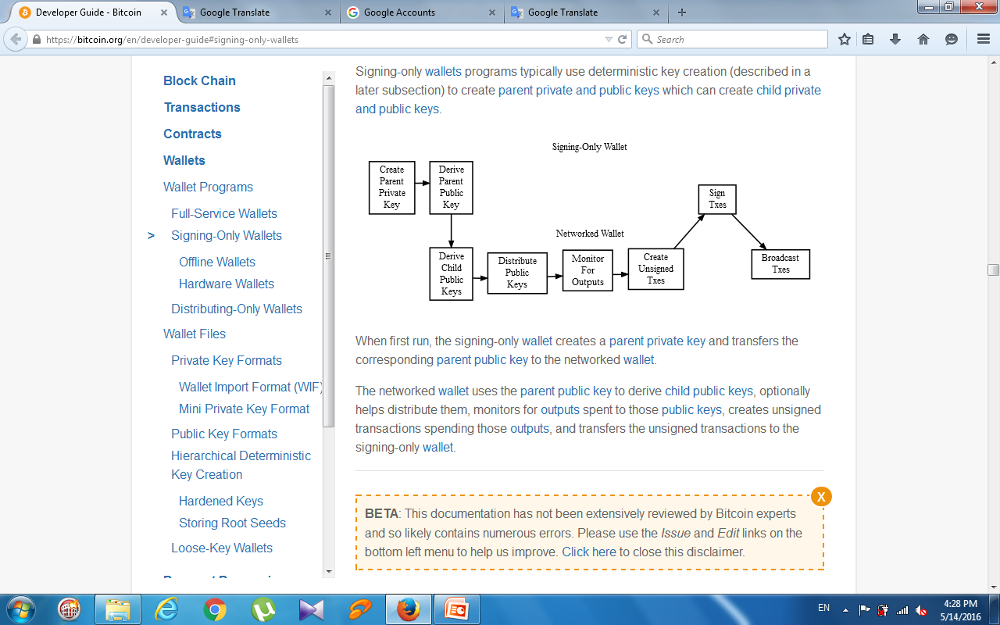 Developer Guide - Bitcoin
Google Translate
Google Accounts
Google Translate
https://bitcoin.org/en/developer-guide#signing-only-wallets
Search
Block Chain
Transactions
Contracts
Wallets
Wallet Programs
Full-Service Wallets
> Signing-Only Wallets
Offline Wallets
Hardware Wallets
Distributing-Only Wallets
Wallet Files
Private Key Formats
Wallet Import Format (WIF)
Mini Private Key Format
Public Key Formats
Hierarchical Deterministic
Key Creation
Hardened Keys
Storing Root Seeds
Loose-Key Wallets
Signing-only wallets programs typically use deterministic key creation (described in a
later subsection) to create parent private and public keys which can create child private
and public keys.
Signing-Only Wallet
Create
Parent
Private
Key
Derive
Parent
Public
Key
Sign
Txes
Networked Wallet
Derive
Child
Public
Keys
Distribute
Public
Keys
Monitor
For
Outputs
Create
Unsigned
Txes
Broadcast
Txes
When first run, the signing-only wallet creates a parent private key and transfers the
corresponding parent public key to the networked wallet.
The networked wallet uses the parent public key to derive child public keys, optionally
helps distribute them, monitors for outputs spent to those public keys, creates unsigned
transactions spending those outputs, and transfers the unsigned transactions to the
signing-only wallet.
X
BETA: This documentation has not been extensively reviewed by Bitcoin experts
and so likely contains numerous errors. Please use the Issue and Edit links on the
bottom left menu to help us improve. Click here to close this disclaimer.
EN
4:28 PM
5/14/2016